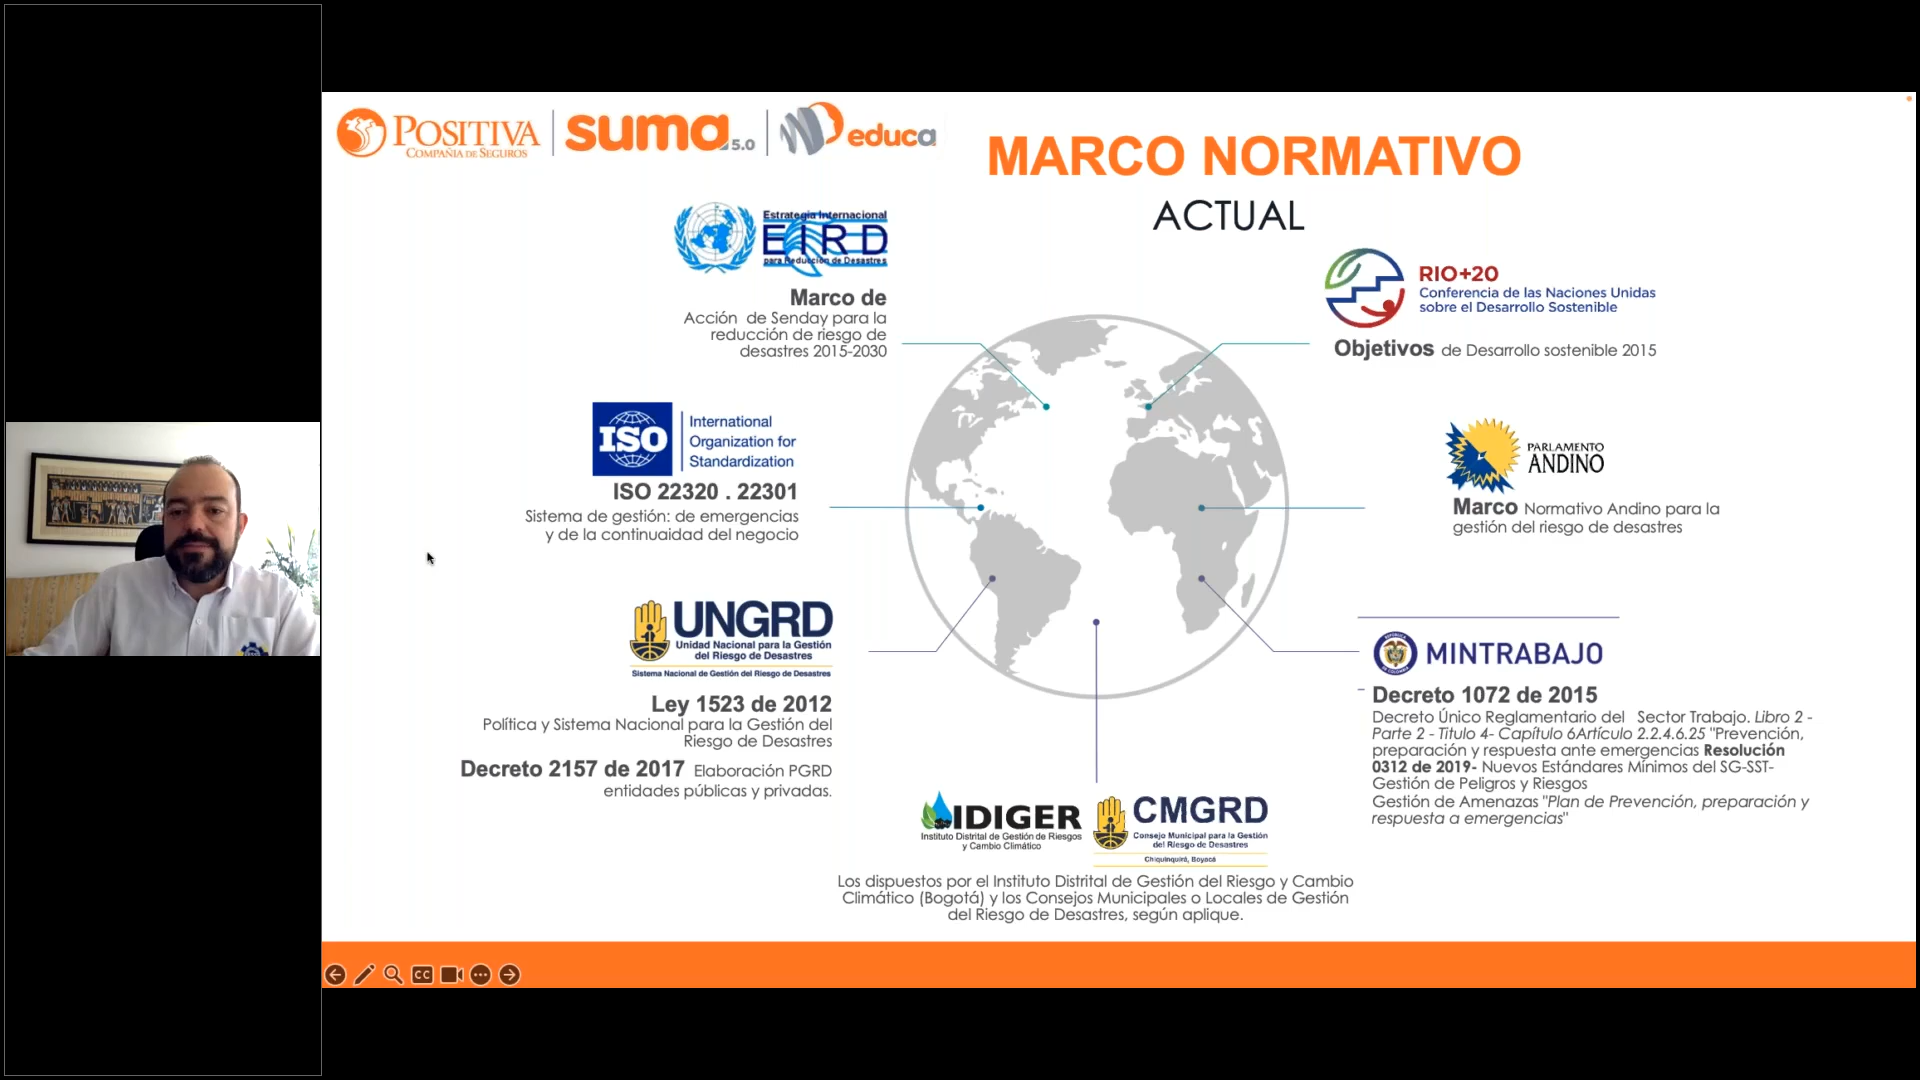 POSITIVA
COMPAÑIA DE SEGUROS
suma 5.0
educa
MARCO NORMATIVO
ACTUAL
Estrategia Internacional
EIRD
para Reducción de Desastres
Marco de
Acción de Senday para la
reducción de riesgo de
desastres 2015-2030
RIO+20
Conferencia de las Naciones Unidas
sobre el Desarrollo Sostenible
Objetivos de Desarrollo sostenible 2015
ISO
International
Organization for
Standardization
ISO 22320 . 22301
Sistema de gestión: de emergencias
y de la continuaidad del negocio
PARLAMENTO
ANDINO
Marco Normativo Andino para la
gestión del riesgo de desastres
UNGRD
Unidad Nacional para la Gestión
del Riesgo de Desastres
Sistema Nacional de Gestión del Riesgo de Desastres
Ley 1523 de 2012
Política y Sistema Nacional para la Gestión del
Riesgo de Desastres
Decreto 2157 de 2017 Elaboración PGRD
entidades públicas y privadas.
MINTRABAJO
Decreto 1072 de 2015
Decreto Único Reglamentario del Sector Trabajo. Libro 2 -
Parte 2 - Titulo 4- Capítulo 6Artículo 2.2.4.6.25 "Prevención,
preparación y respuesta ante emergencias Resolución
0312 de 2019- Nuevos Estándares Mínimos del SG-SST-
Gestión de Peligros y Riesgos
Gestión de Amenazas "Plan de Prevención, preparación y
respuesta a emergencias"
IDIGER
Instituto Distrital de Gestión de Riesgos
y Cambio Climático
CMGRD
Consejo Municipal para la Gestión
del Riesgo de Desastres
Chiquinquirá, Boyacá
Los dispuestos por el Instituto Distrital de Gestión del Riesgo y Cambio
Climático (Bogotá) y los Consejos Municipales o Locales de Gestión
del Riesgo de Desastres, según aplique.
CC